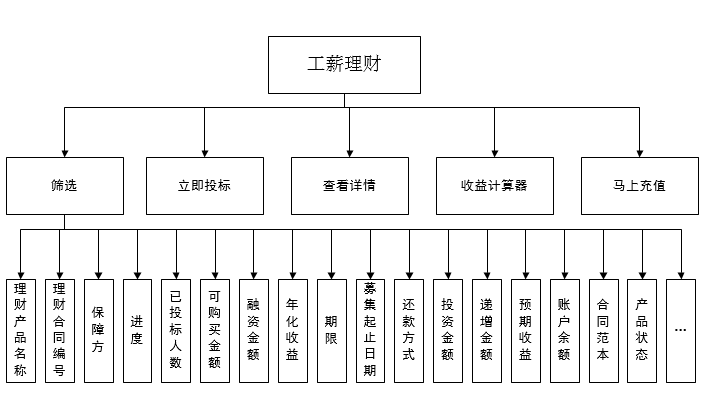 工薪理财
筛选
立即投标
查看详情
收益计算器
马上充值
理财产品名称
理财合同编号
保障方
进度
已投标人数
可购买金额
融资金额
年化收益
期限
募集起止日期
还款方式
投资金额
递增金额
预期收益
账户余额
合同范本
产品状态
...